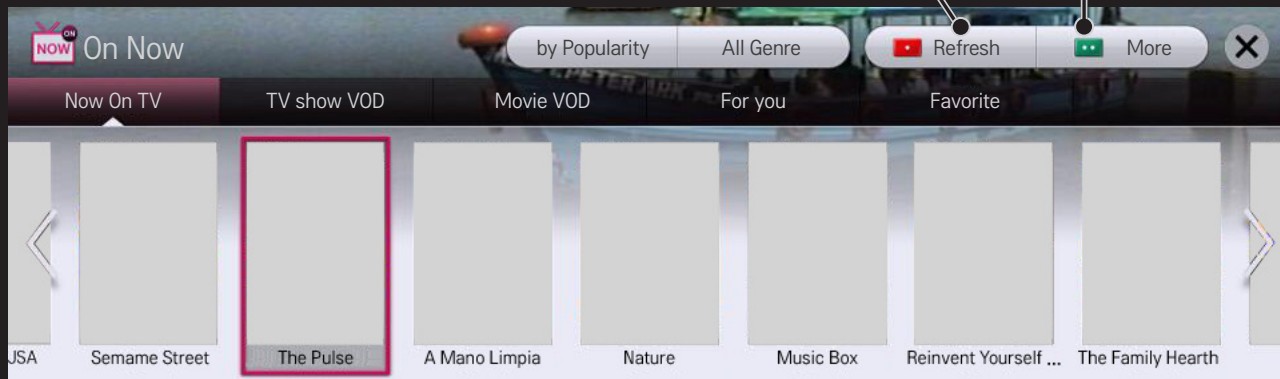 ON
NOW
On Now
by Popularity
All Genre
Refresh
More
Now On TV
TV show VOD
Movie VOD
For you
Favorite
JSA
Semame Street
The Pulse
A Mano Limpia
Nature
Music Box
Reinvent Yourself ...
The Family Hearth